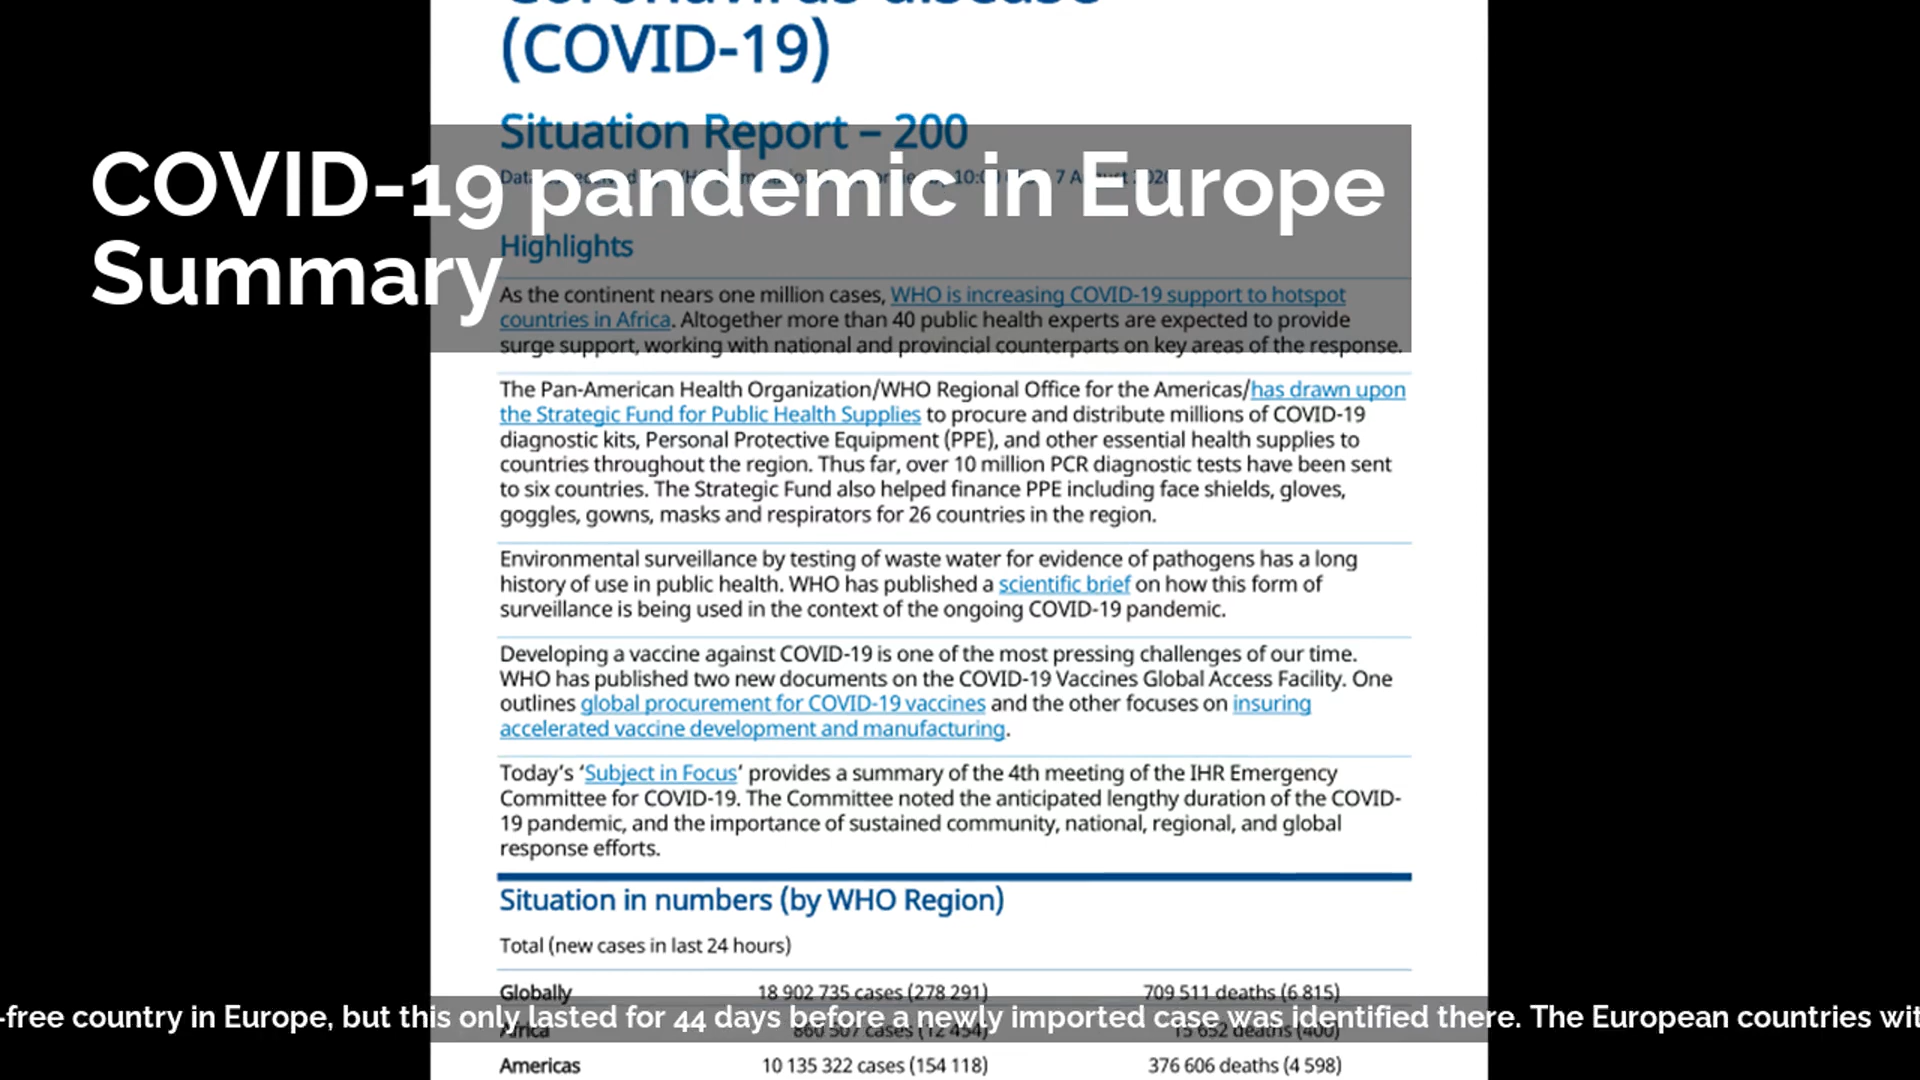 (COVID-19)
Situation Report – 200
COVID-19 pandemic in Europe
Summary
Highlights
As the continent nears one million cases, WHO is increasing COVID-19 support to hotspot
countries in Africa. Altogether more than 40 public health experts are expected to provide
surge support, working with national and provincial counterparts on key areas of the response.
The Pan-American Health Organization/WHO Regional Office for the Americas/has drawn upon
the Strategic Fund for Public Health Supplies to procure and distribute millions of COVID-19
diagnostic kits, Personal Protective Equipment (PPE), and other essential health supplies to
countries throughout the region. Thus far, over 10 million PCR diagnostic tests have been sent
to six countries. The Strategic Fund also helped finance PPE including face shields, gloves,
goggles, gowns, masks and respirators for 26 countries in the region.
Environmental surveillance by testing of waste water for evidence of pathogens has a long
history of use in public health. WHO has published a scientific brief on how this form of
surveillance is being used in the context of the ongoing COVID-19 pandemic.
Developing a vaccine against COVID-19 is one of the most pressing challenges of our time.
WHO has published two new documents on the COVID-19 Vaccines Global Access Facility. One
outlines global procurement for COVID-19 vaccines and the other focuses on insuring
accelerated vaccine development and manufacturing.
Today's ‘Subject in Focus’ provides a summary of the 4th meeting of the IHR Emergency
Committee for COVID-19. The Committee noted the anticipated lengthy duration of the COVID-
19 pandemic, and the importance of sustained community, national, regional, and global
response efforts.
Situation in numbers (by WHO Region)
Total (new cases in last 24 hours)
Globally 18 902 735 cases (278 291) 709 511 deaths (6 815)
-free country in Europe, but this only lasted for 44 days before a newly imported case was identified there. The European countries wit
Africa cases deaths
Americas 10 135 322 cases (154 118) 376 606 deaths (4 598)